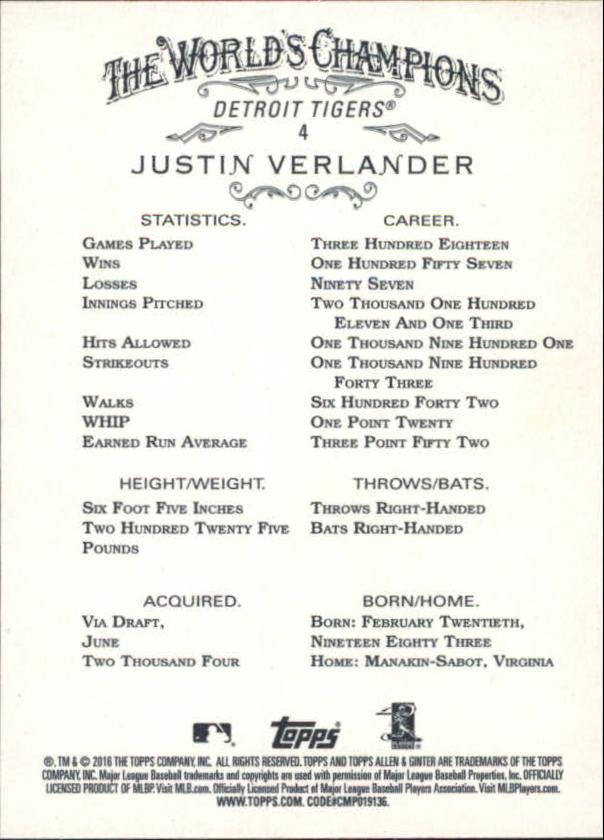 THE WORLD'S CHAMPIONS
DETROIT TIGERS®
4
JUSTIN VERLANDER
STATISTICS. CAREER.
GAMES PLAYED THREE HUNDRED EIGHTEEN
WINS ONE HUNDRED FIFTY SEVEN
LOSSES NINETY SEVEN
INNINGS PITCHED TWO THOUSAND ONE HUNDRED
ELEVEN AND ONE THIRD
HITS ALLOWED ONE THOUSAND NINE HUNDRED ONE
STRIKEOUTS ONE THOUSAND NINE HUNDRED
FORTY THREE
WALKS SIX HUNDRED FORTY TWO
WHIP ONE POINT TWENTY
EARNED RUN AVERAGE THREE POINT FIFTY TWO
HEIGHT/WEIGHT. THROWS/BATS.
SIX FOOT FIVE INCHES THROWS RIGHT-HANDED
TWO HUNDRED TWENTY FIVE BATS RIGHT-HANDED
POUNDS
ACQUIRED. BORN/HOME.
VIA DRAFT, BORN: FEBRUARY TWENTIETH,
JUNE NINETEEN EIGHTY THREE
TWO THOUSAND FOUR HOME: MANAKIN-SABOT, VIRGINIA
topps
®, TM & © 2016 THE TOPPS COMPANY, INC. ALL RIGHTS RESERVED. TOPPS AND TOPPS ALLEN & GINTER ARE TRADEMARKS OF THE TOPPS
COMPANY, INC. Major League Baseball trademarks and copyrights are used with permission of Major League Baseball Properties, Inc. OFFICIALLY
LICENSED PRODUCT OF MLBP. Visit MLB.com. Officially Licensed Product of Major League Baseball Players Association. Visit MLBPlayers.com.
WWW.TOPPS.COM. CODE#CMP019136.